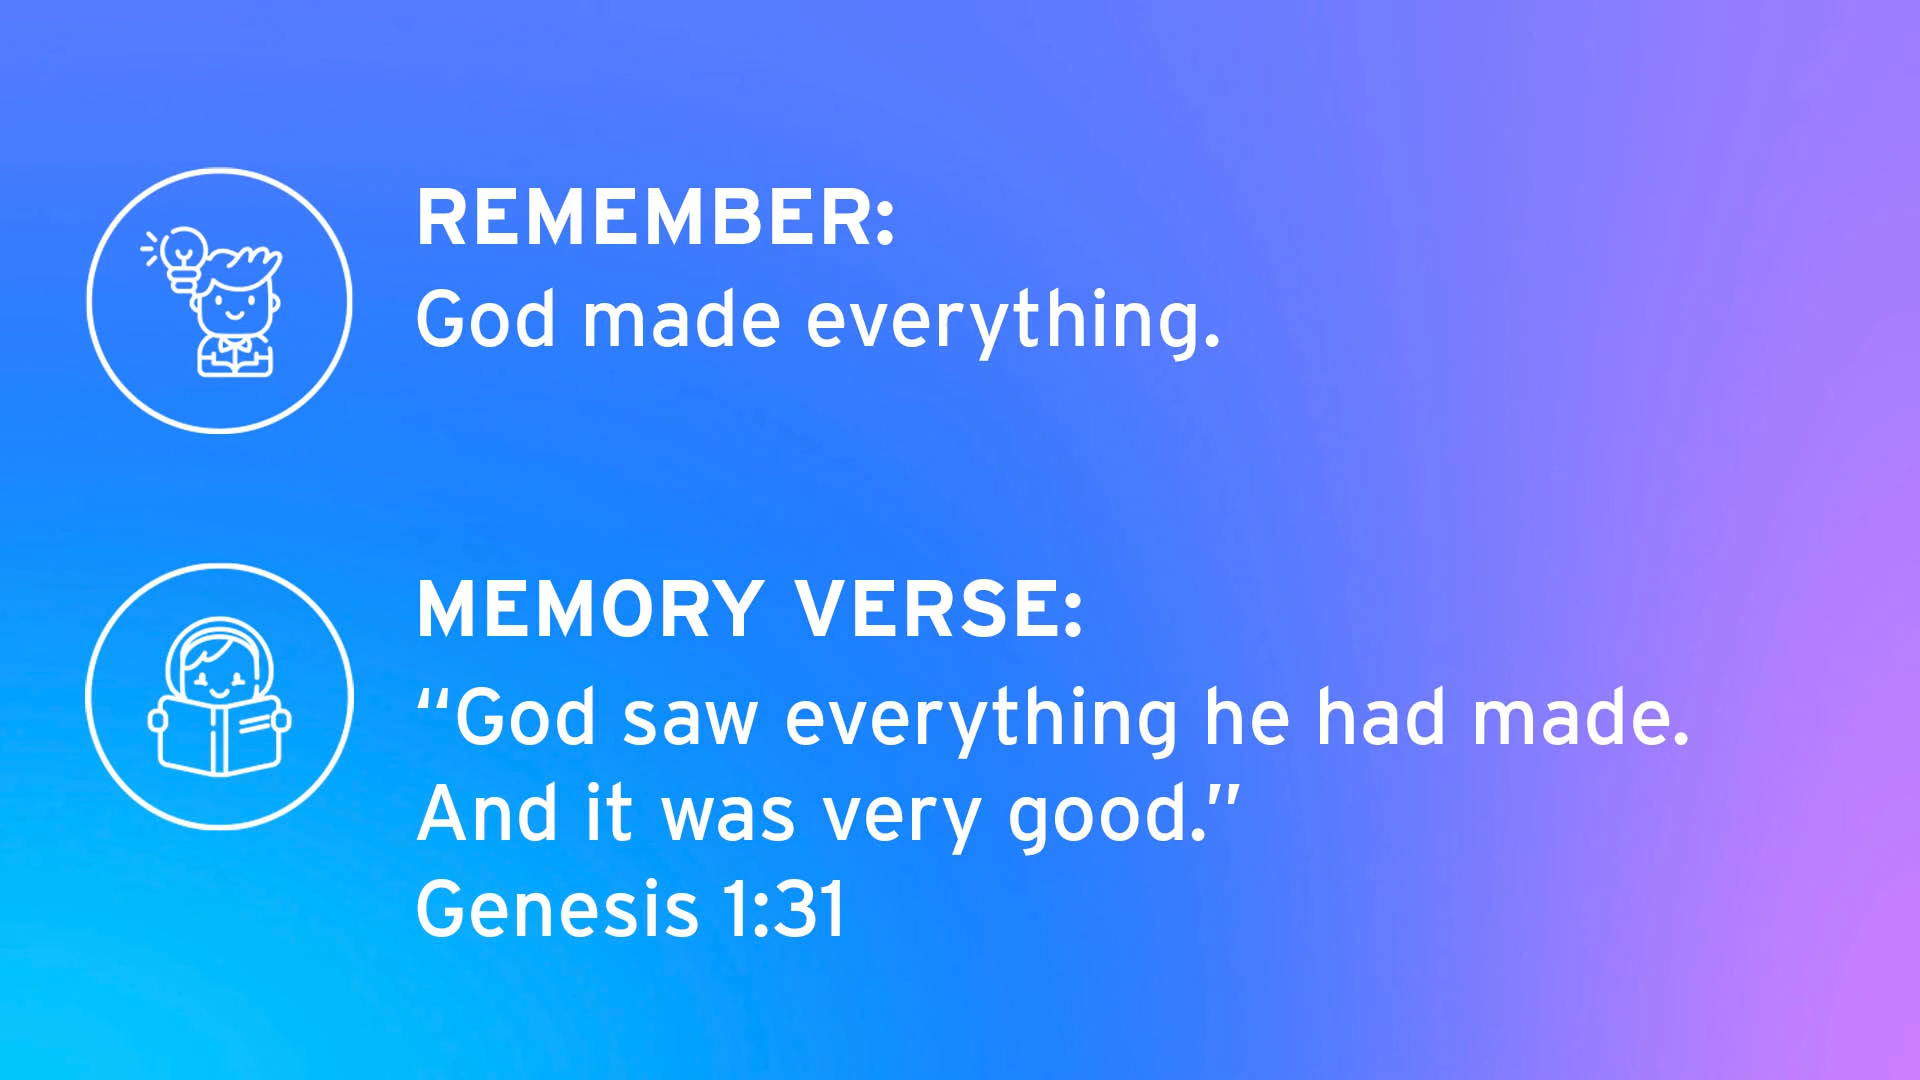 REMEMBER:
God made everything.
MEMORY VERSE:
“God saw everything he had made.
And it was very good.”
Genesis 1:31